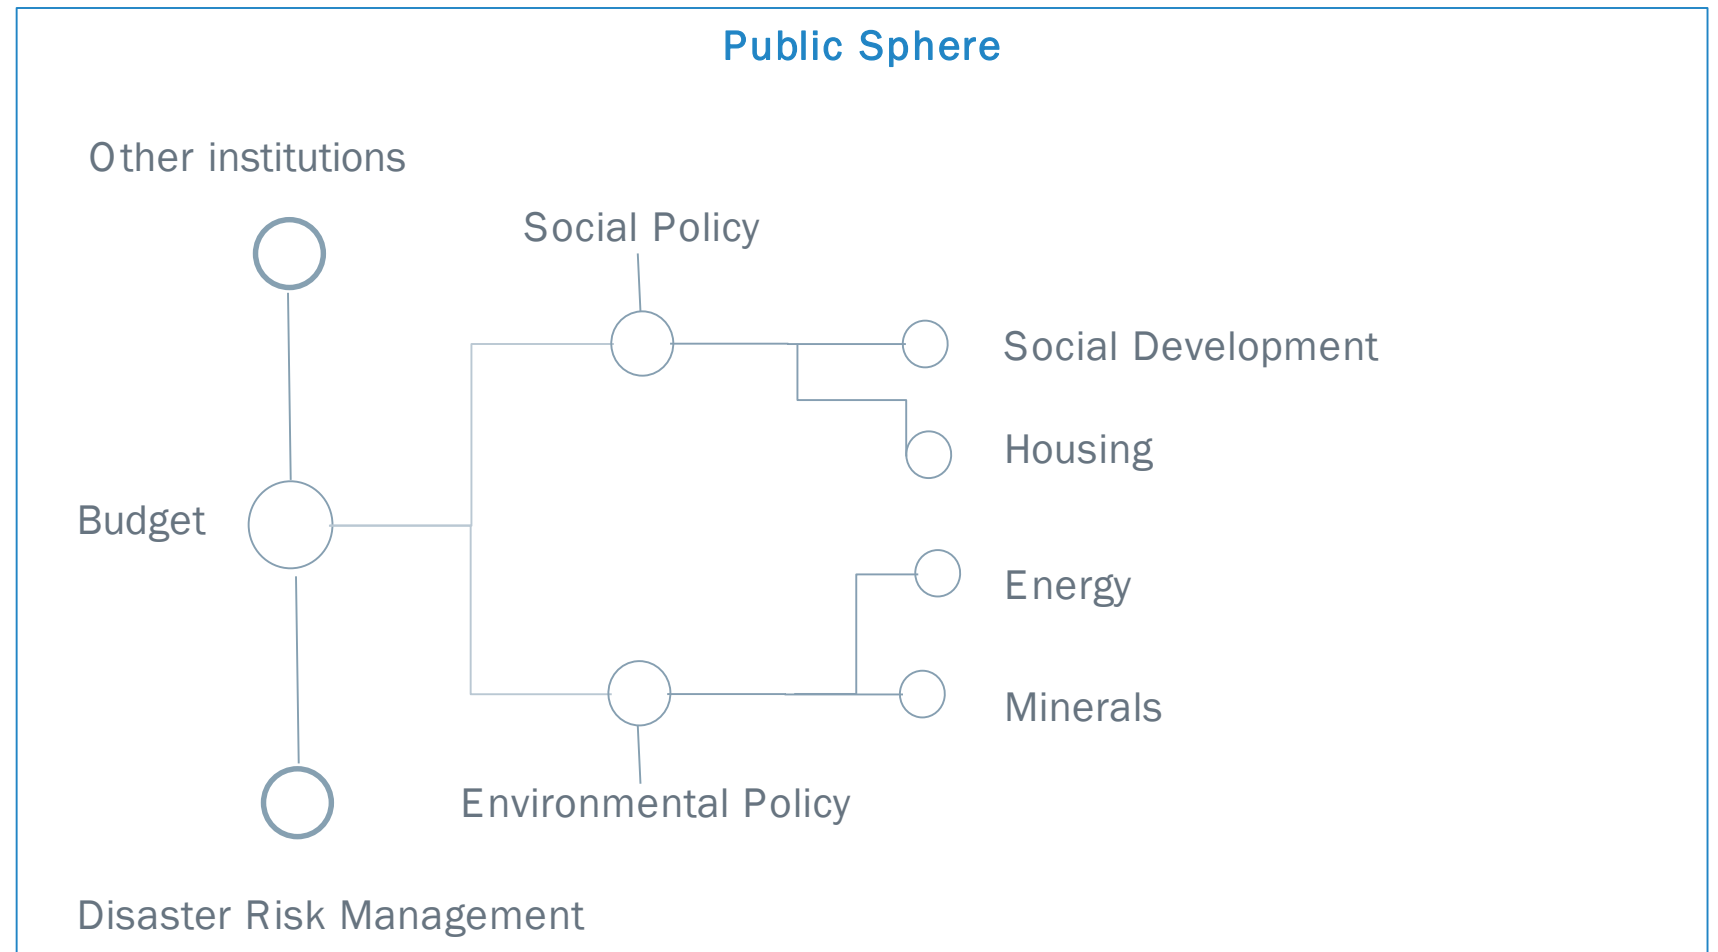 Public Sphere
Other institutions
Social Policy
Social Development
Housing
Budget
Energy
Minerals
Environmental Policy
Disaster Risk Management